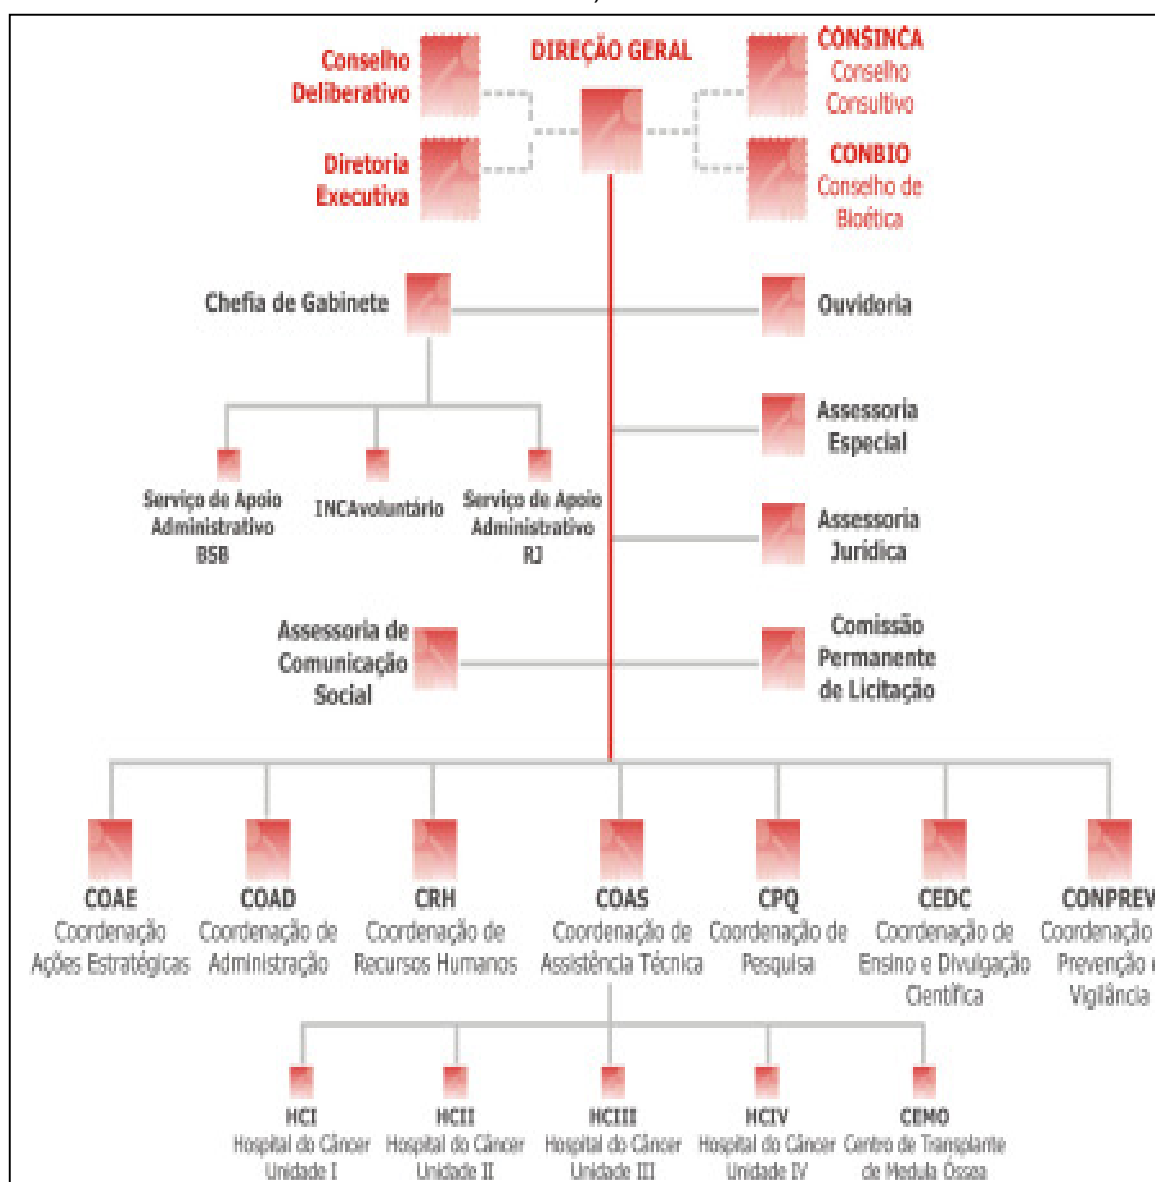 Conselho
Deliberativo
DIREÇÃO GERAL
CONSINCA
Conselho
Consultivo
Diretoria
Executiva
CONBIO
Conselho de
Bioética
Chefia de Gabinete
Ouvidoria
Assessoria
Especial
Serviço de Apoio
Administrativo
BSB
INCAvoluntário
Serviço de Apoio
Administrativo
RJ
Assessoria
Jurídica
Assessoria de
Comunicação
Social
Comissão
Permanente
de Licitação
COAE
Coordenação
Ações Estratégicas
COAD
Coordenação de
Administração
CRH
Coordenação de
Recursos Humanos
COAS
Coordenação de
Assistência Técnica
CPQ
Coordenação de
Pesquisa
CEDC
Coordenação de
Ensino e Divulgação
Científica
CONPREV
Coordenação
Prevenção e
Vigilância
HCI
Hospital do Câncer
Unidade I
HCII
Hospital do Câncer
Unidade II
HCIII
Hospital do Câncer
Unidade III
HCIV
Hospital do Câncer
Unidade IV
CEMO
Centro de Transplante
de Medula Óssea